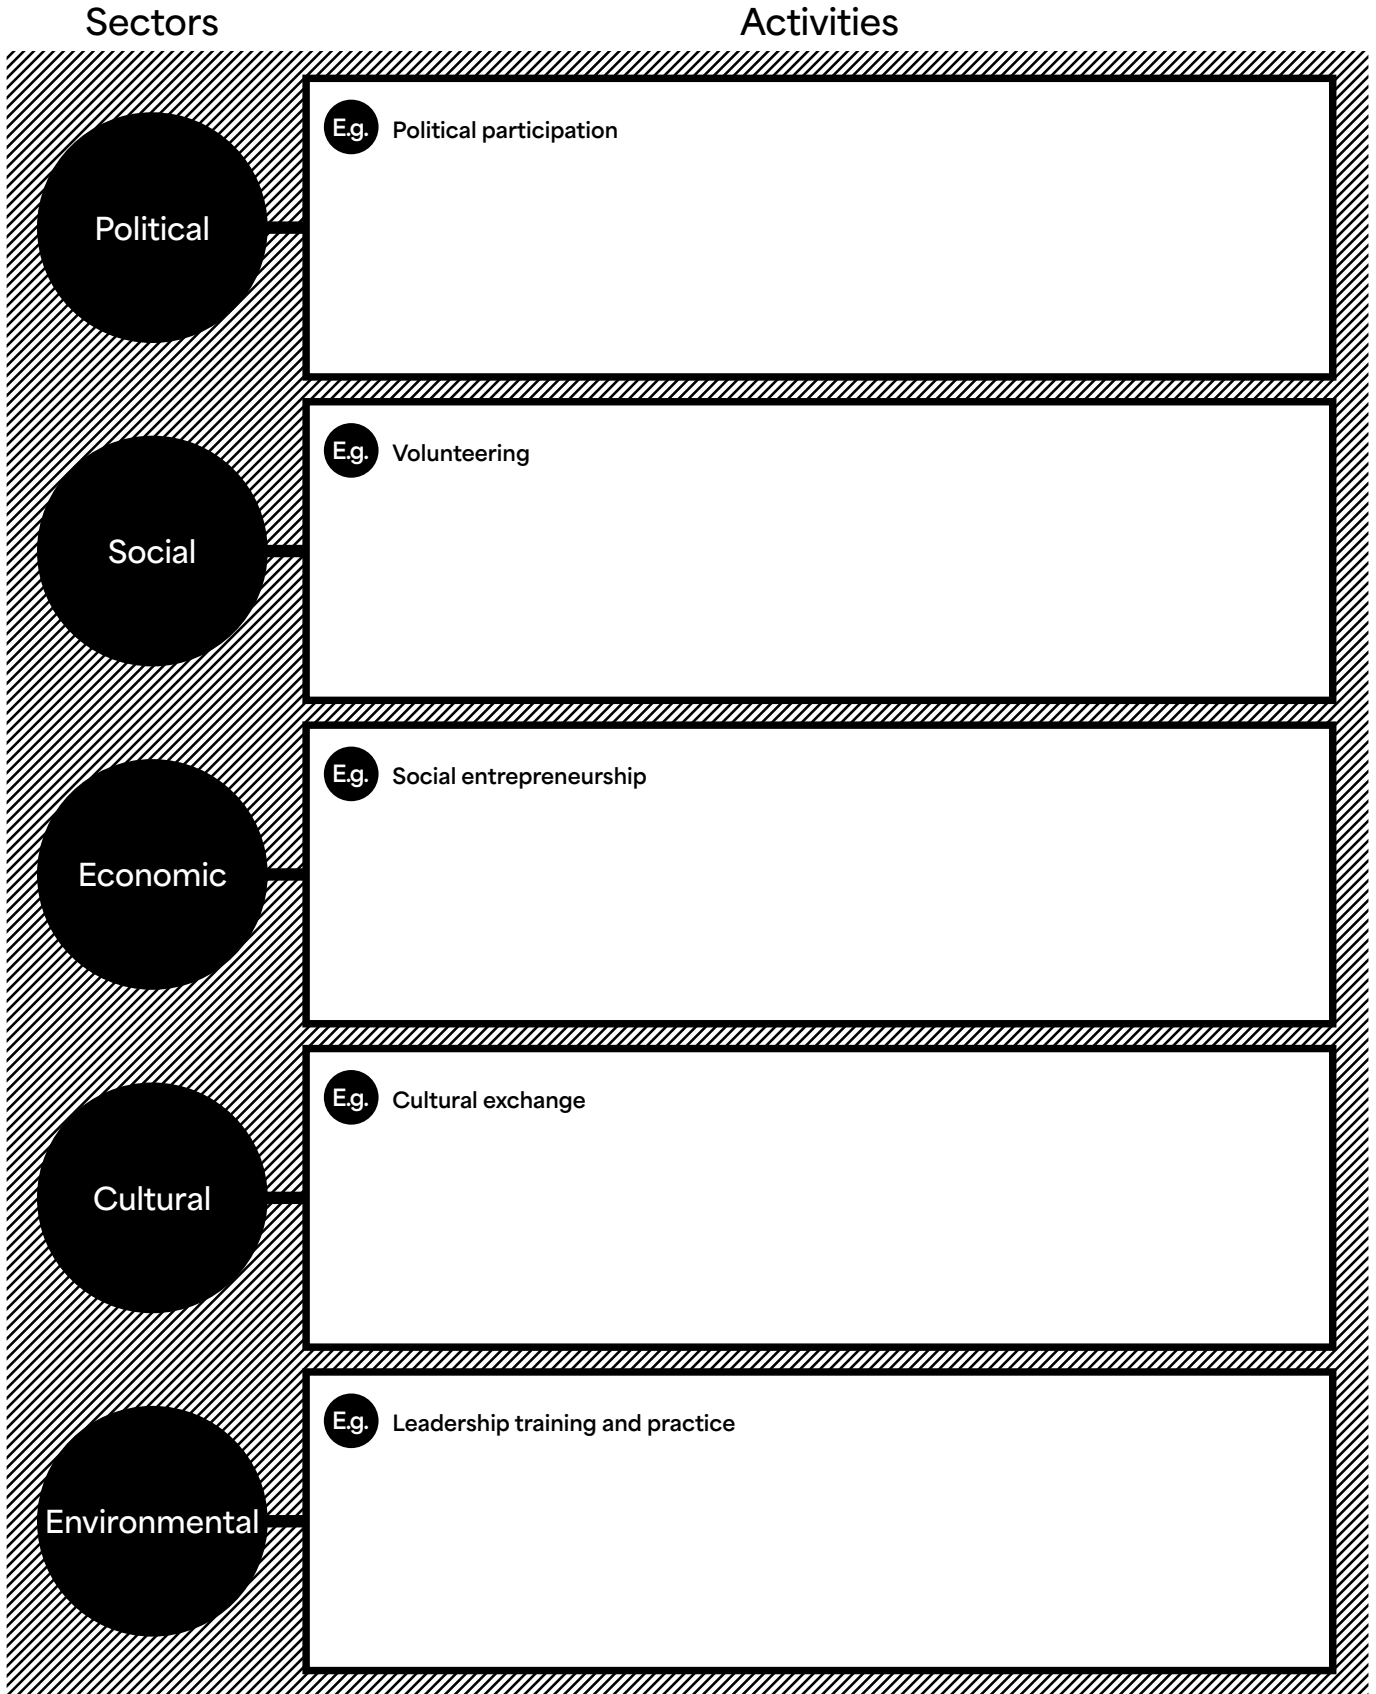 Sectors Activities
E.g. Political participation
Political
E.g. Volunteering
Social
E.g. Social entrepreneurship
Economic
E.g. Cultural exchange
Cultural
E.g. Leadership training and practice
Environmental